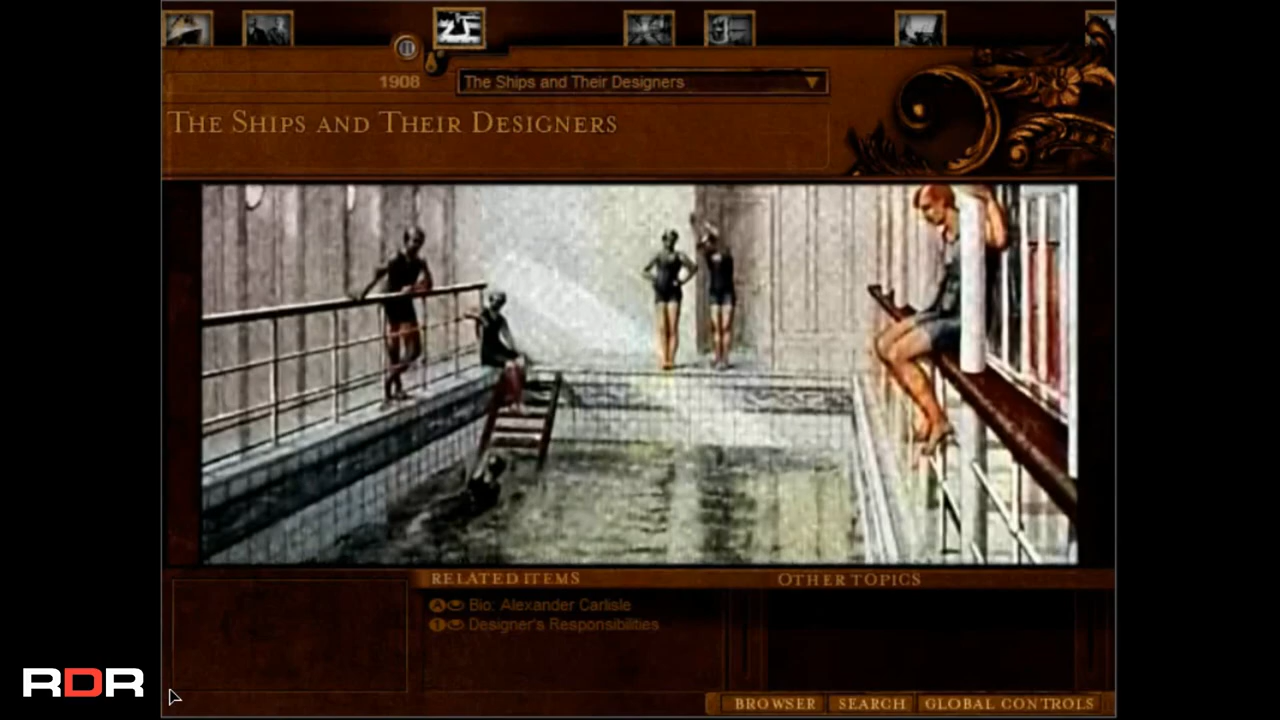 1908
The Ships and Their Designers
The Ships and Their Designers
RELATED ITEMS
OTHER TOPICS
A Bio: Alexander Carlisle
T Designer's Responsibilities
RDR
BROWSER
SEARCH
GLOBAL CONTROLS